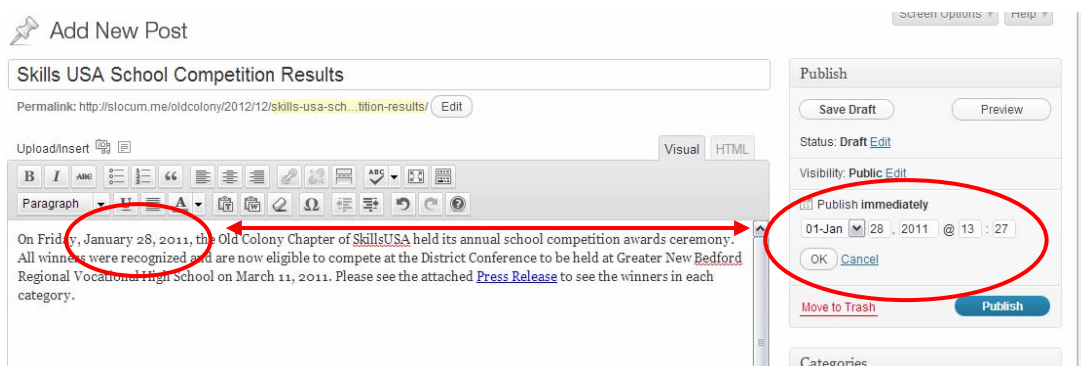 Screen Options Help
Add New Post
Skills USA School Competition Results
Permalink: http://slocum.me/oldcolony/2012/12/skills-usa-sch...tition-results/ Edit
Upload/Insert
Visual HTML
B I ABC “ ABC
Paragraph U A Ω
On Friday, January 28, 2011, the Old Colony Chapter of SkillsUSA held its annual school competition awards ceremony.
All winners were recognized and are now eligible to compete at the District Conference to be held at Greater New Bedford
Regional Vocational High School on March 11, 2011. Please see the attached Press Release to see the winners in each
category.
Publish
Save Draft Preview
Status: Draft Edit
Visibility: Public Edit
Publish immediately
01-Jan 28 , 2011 @ 13 : 27
OK Cancel
Move to Trash Publish
Categories